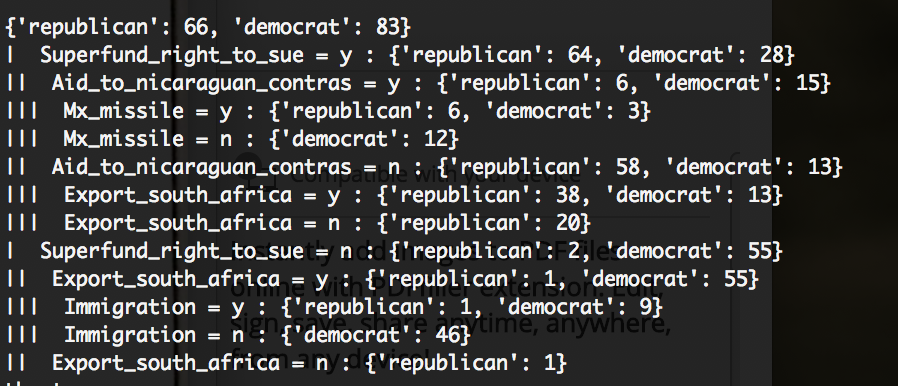 {'republican': 66, 'democrat': 83}
|  Superfund_right_to_sue = y : {'republican': 64, 'democrat': 28}
||  Aid_to_nicaraguan_contras = y : {'republican': 6, 'democrat': 15}
|||  Mx_missile = y : {'republican': 6, 'democrat': 3}
|||  Mx_missile = n : {'democrat': 12}
||  Aid_to_nicaraguan_contras = n : {'republican': 58, 'democrat': 13}
|||  Export_south_africa = y : {'republican': 38, 'democrat': 13}
|||  Export_south_africa = n : {'republican': 20}
|  Superfund_right_to_sue = n : {'republican': 2, 'democrat': 55}
||  Export_south_africa = y : {'republican': 1, 'democrat': 55}
|||  Immigration = y : {'republican': 1, 'democrat': 9}
|||  Immigration = n : {'democrat': 46}
||  Export_south_africa = n : {'republican': 1}